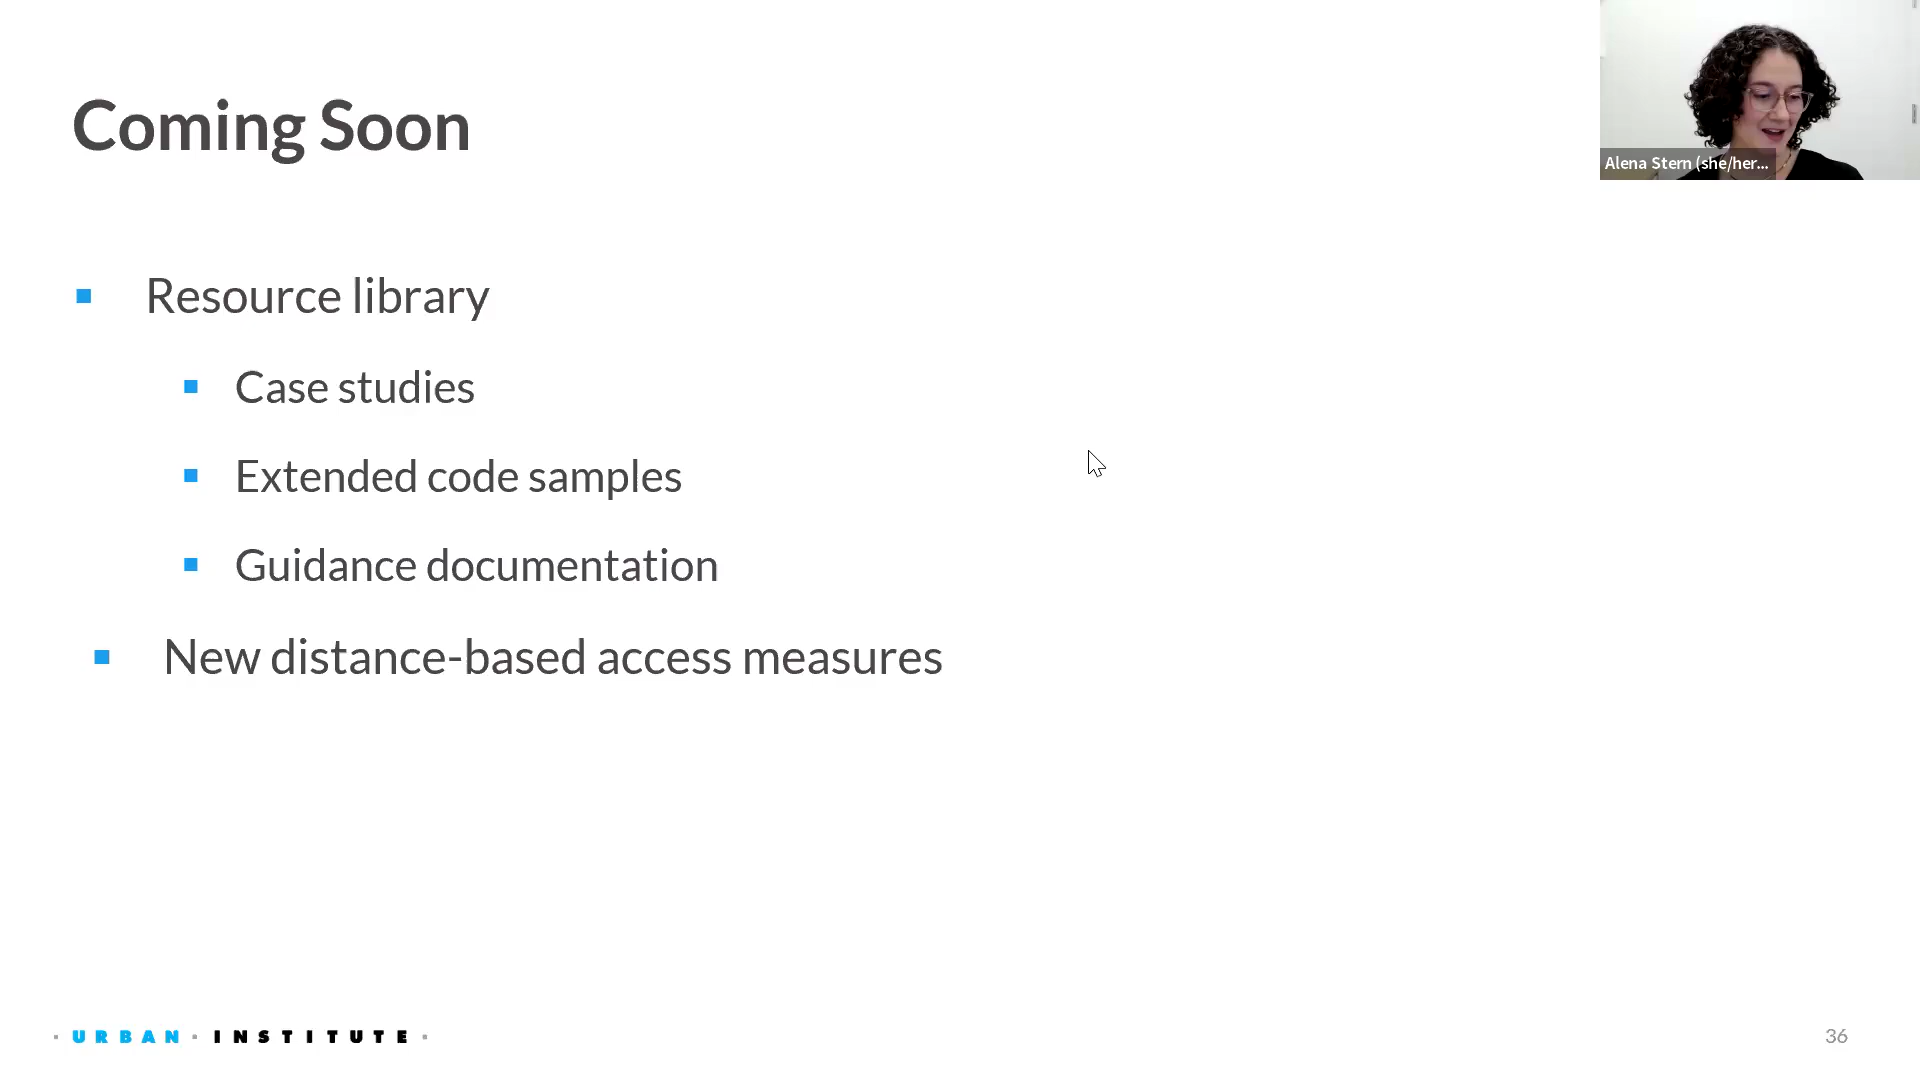 Coming Soon
Alena Stern (she/her...
Resource library
Case studies
Extended code samples
Guidance documentation
New distance-based access measures
· URBAN · INSTITUTE ·
36